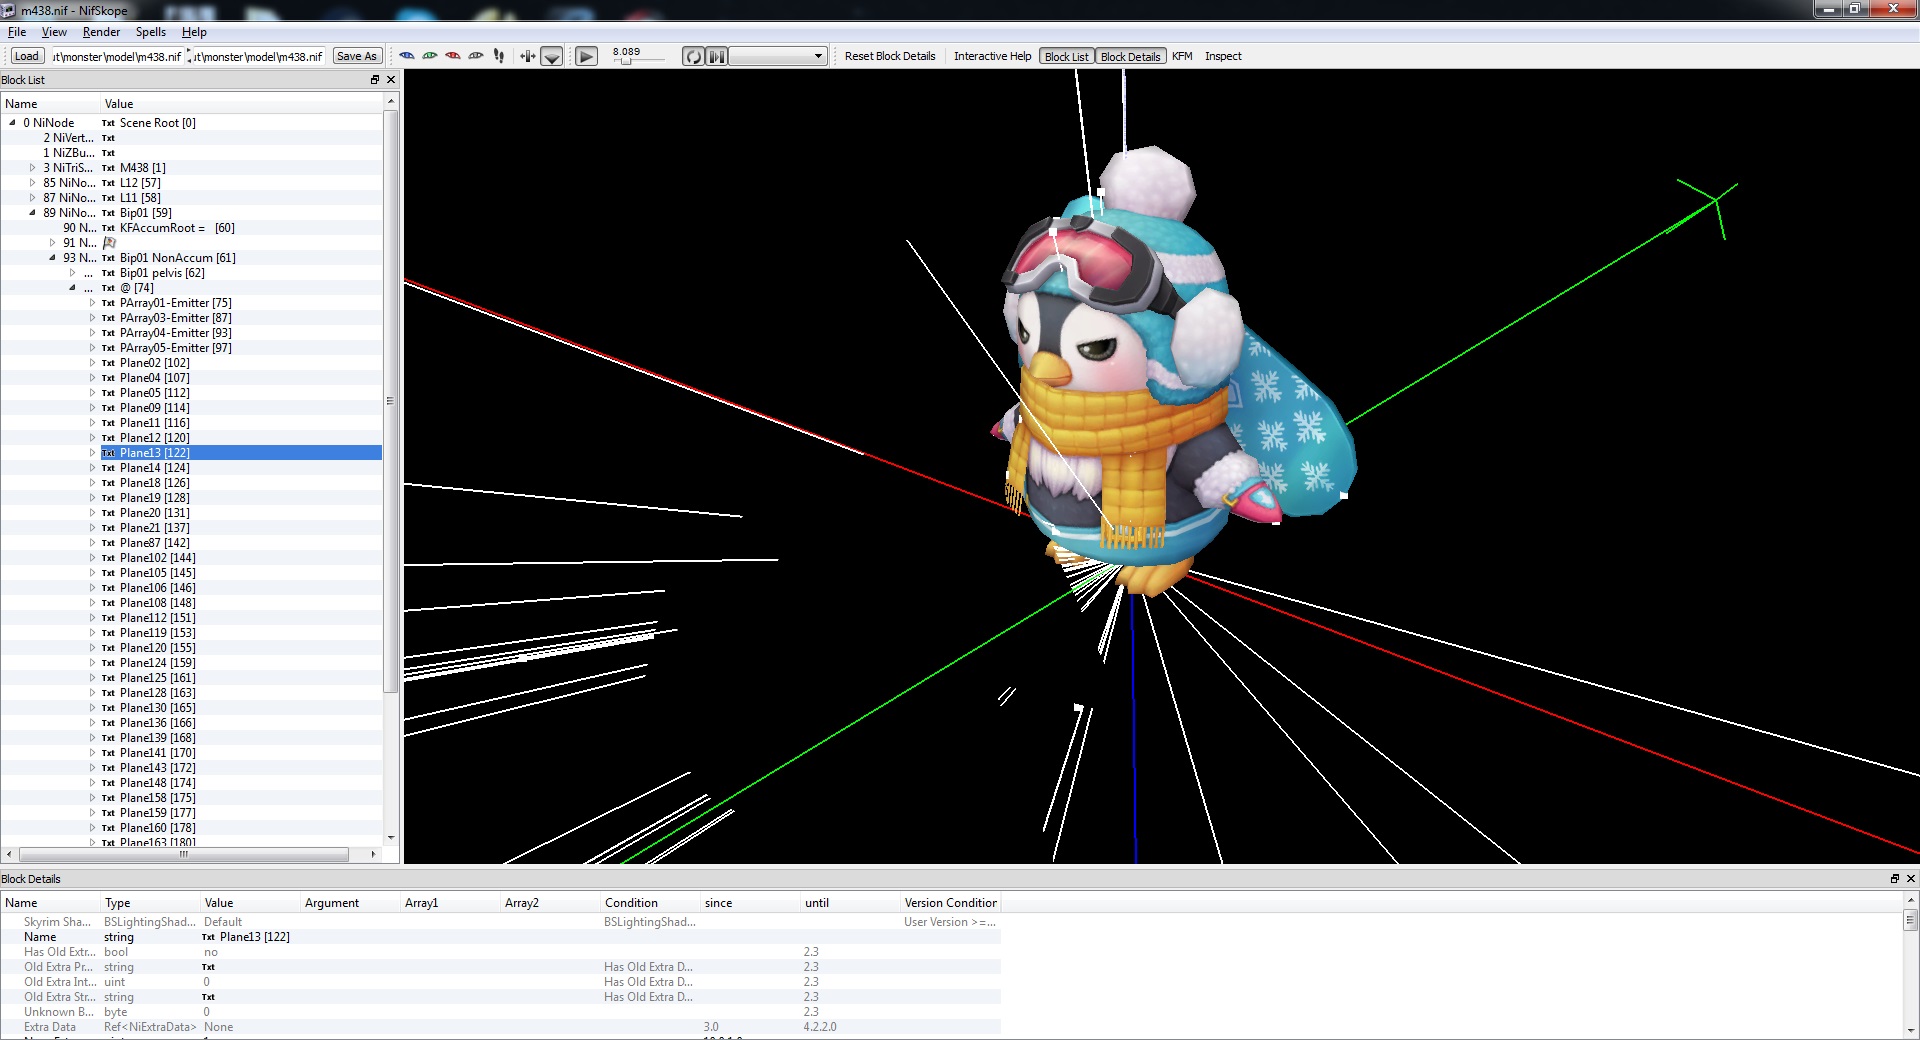 m438.nif - NifSkope
File View Render Spells Help
Load ut\monster\model\m438.nif ut\monster\model\m438.nif Save As 8.089 Reset Block Details Interactive Help Block List Block Details KFM Inspect
Block List
Name Value
0 NiNode Txt Scene Root [0]
2 NiVert... Txt
1 NiZBu... Txt
3 NiTriS... Txt M438 [1]
85 NiNo... Txt L12 [57]
87 NiNo... Txt L11 [58]
89 NiNo... Txt Bip01 [59]
90 N... Txt KFAccumRoot = [60]
91 N...
93 N... Txt Bip01 NonAccum [61]
... Txt Bip01 pelvis [62]
... Txt @ [74]
Txt PArray01-Emitter [75]
Txt PArray03-Emitter [87]
Txt PArray04-Emitter [93]
Txt PArray05-Emitter [97]
Txt Plane02 [102]
Txt Plane04 [107]
Txt Plane05 [112]
Txt Plane09 [114]
Txt Plane11 [116]
Txt Plane12 [120]
Txt Plane13 [122]
Txt Plane14 [124]
Txt Plane18 [126]
Txt Plane19 [128]
Txt Plane20 [131]
Txt Plane21 [137]
Txt Plane87 [142]
Txt Plane102 [144]
Txt Plane105 [145]
Txt Plane106 [146]
Txt Plane108 [148]
Txt Plane112 [151]
Txt Plane119 [153]
Txt Plane120 [155]
Txt Plane124 [159]
Txt Plane125 [161]
Txt Plane128 [163]
Txt Plane130 [165]
Txt Plane136 [166]
Txt Plane139 [168]
Txt Plane141 [170]
Txt Plane143 [172]
Txt Plane148 [174]
Txt Plane158 [175]
Txt Plane159 [177]
Txt Plane160 [178]
Txt Plane163 [180]
Block Details
Name Type Value Argument Array1 Array2 Condition since until Version Condition
Skyrim Sha... BSLightingShad... Default BSLightingShad... User Version >=...
Name string Txt Plane13 [122]
Has Old Extr... bool no 2.3
Old Extra Pr... string Txt Has Old Extra D... 2.3
Old Extra Int... uint 0 Has Old Extra D... 2.3
Old Extra Str... string Txt Has Old Extra D... 2.3
Unknown B... byte 0 2.3
Extra Data Ref<NiExtraData> None 3.0 4.2.2.0